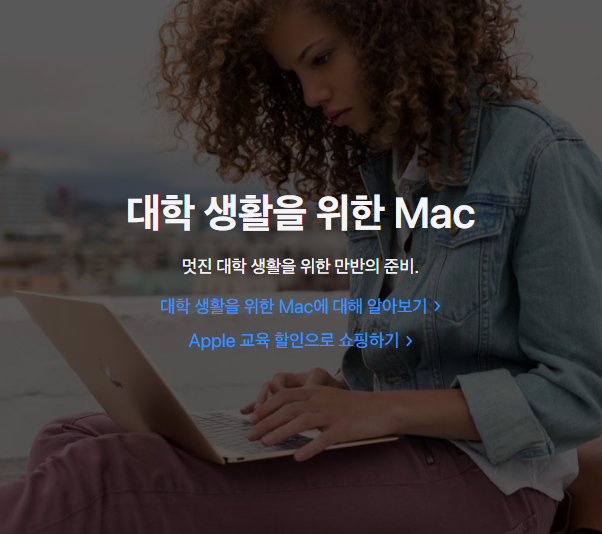 대학 생활을 위한 Mac
멋진 대학 생활을 위한 만반의 준비.
대학 생활을 위한 Mac에 대해 알아보기 >
Apple 교육 할인으로 쇼핑하기 >